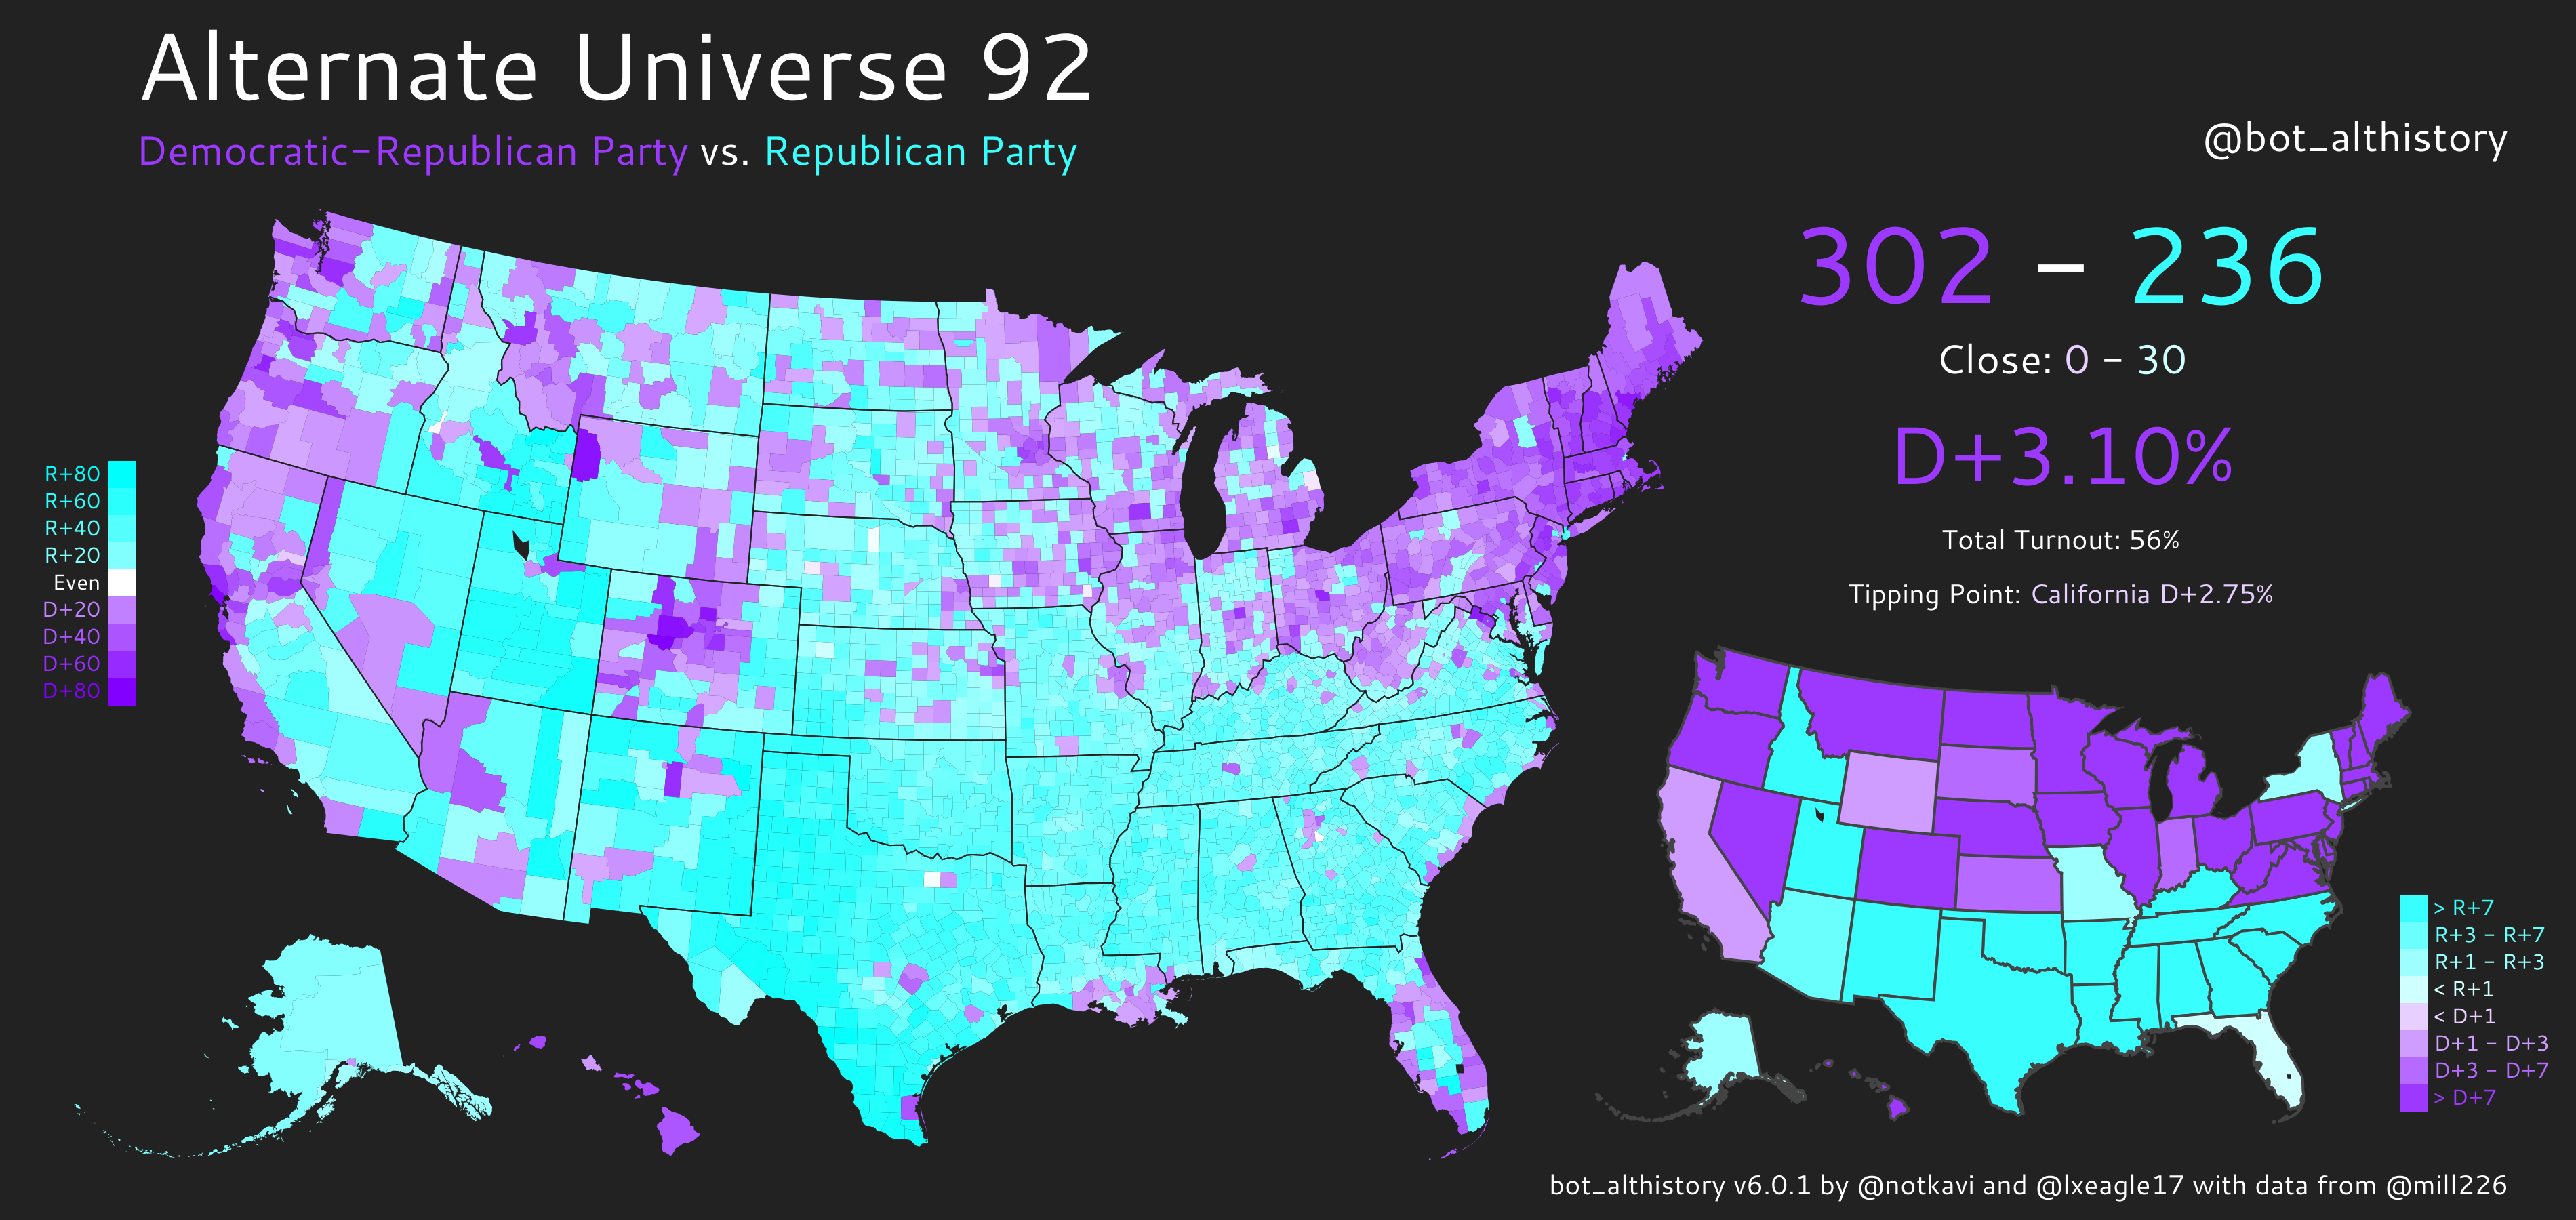 Alternate Universe 92
Democratic-Republican Party vs. Republican Party
@bot_althistory
302 – 236
Close: 0 – 30
D+3.10%
Total Turnout: 56%
Tipping Point: California D+2.75%
R+80
R+60
R+40
R+20
Even
D+20
D+40
D+60
D+80
> R+7
R+3 – R+7
R+1 – R+3
< R+1
< D+1
D+1 – D+3
D+3 – D+7
> D+7
bot_althistory v6.0.1 by @notkavi and @lxeagle17 with data from @mill226